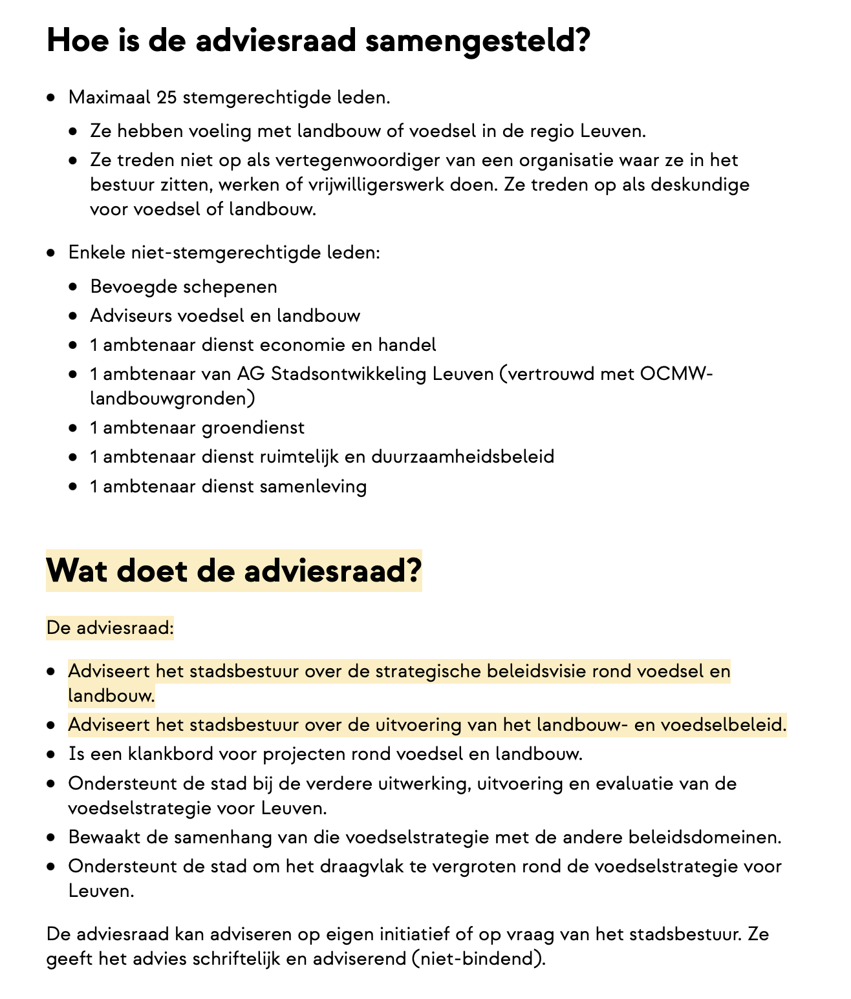 Hoe is de adviesraad samengesteld?
Maximaal 25 stemgerechtigde leden.
Ze hebben voeling met landbouw of voedsel in de regio Leuven.
Ze treden niet op als vertegenwoordiger van een organisatie waar ze in het
bestuur zitten, werken of vrijwilligerswerk doen. Ze treden op als deskundige
voor voedsel of landbouw.
Enkele niet-stemgerechtigde leden:
Bevoegde schepenen
Adviseurs voedsel en landbouw
1 ambtenaar dienst economie en handel
1 ambtenaar van AG Stadsontwikkeling Leuven (vertrouwd met OCMW-
landbouwgronden)
1 ambtenaar groendienst
1 ambtenaar dienst ruimtelijk en duurzaamheidsbeleid
1 ambtenaar dienst samenleving
Wat doet de adviesraad?
De adviesraad:
Adviseert het stadsbestuur over de strategische beleidsvisie rond voedsel en
landbouw.
Adviseert het stadsbestuur over de uitvoering van het landbouw- en voedselbeleid.
Is een klankbord voor projecten rond voedsel en landbouw.
Ondersteunt de stad bij de verdere uitwerking, uitvoering en evaluatie van de
voedselstrategie voor Leuven.
Bewaakt de samenhang van die voedselstrategie met de andere beleidsdomeinen.
Ondersteunt de stad om het draagvlak te vergroten rond de voedselstrategie voor
Leuven.
De adviesraad kan adviseren op eigen initiatief of op vraag van het stadsbestuur. Ze
geeft het advies schriftelijk en adviserend (niet-bindend).